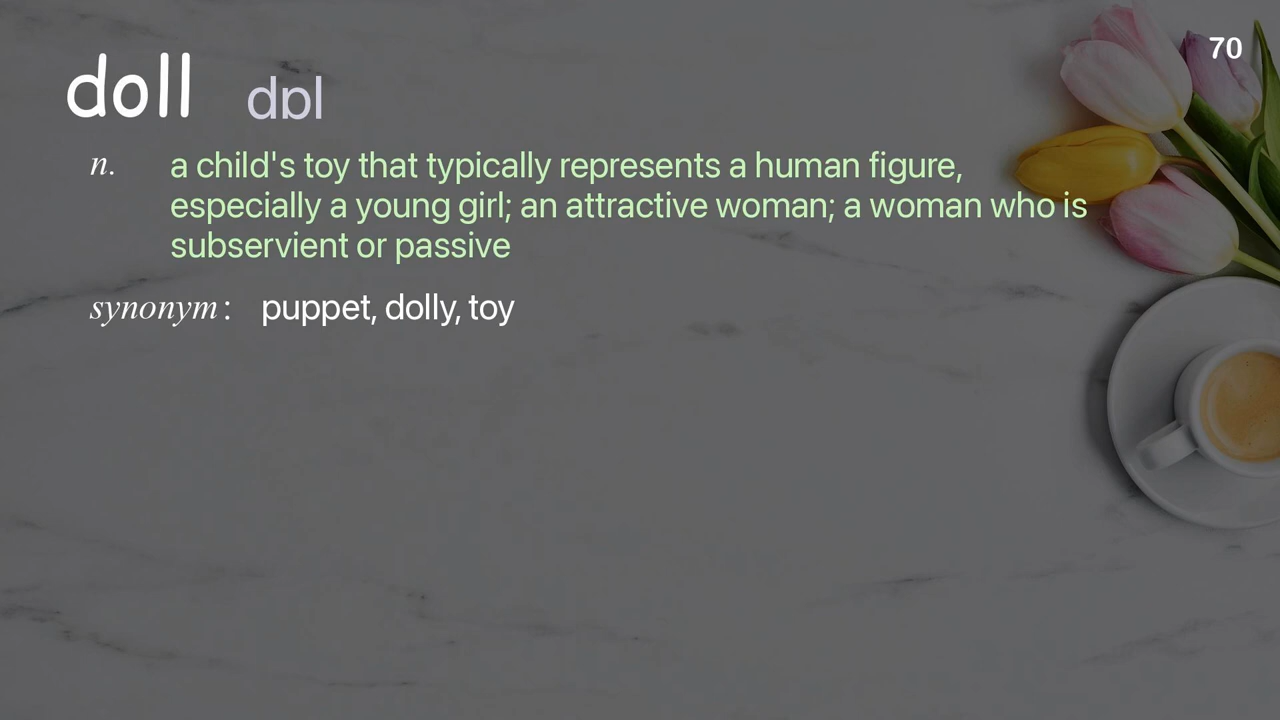 70
doll dɒl
n. a child's toy that typically represents a human figure,
especially a young girl; an attractive woman; a woman who is
subservient or passive
synonym: puppet, dolly, toy